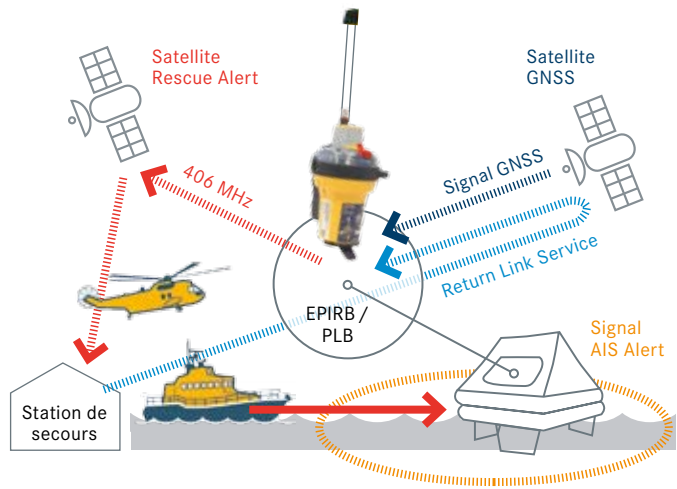 Satellite
Rescue Alert
Satellite
GNSS
406 MHz
Signal GNSS
Return Link Service
EPIRB /
PLB
Signal
AIS Alert
Station de
secours